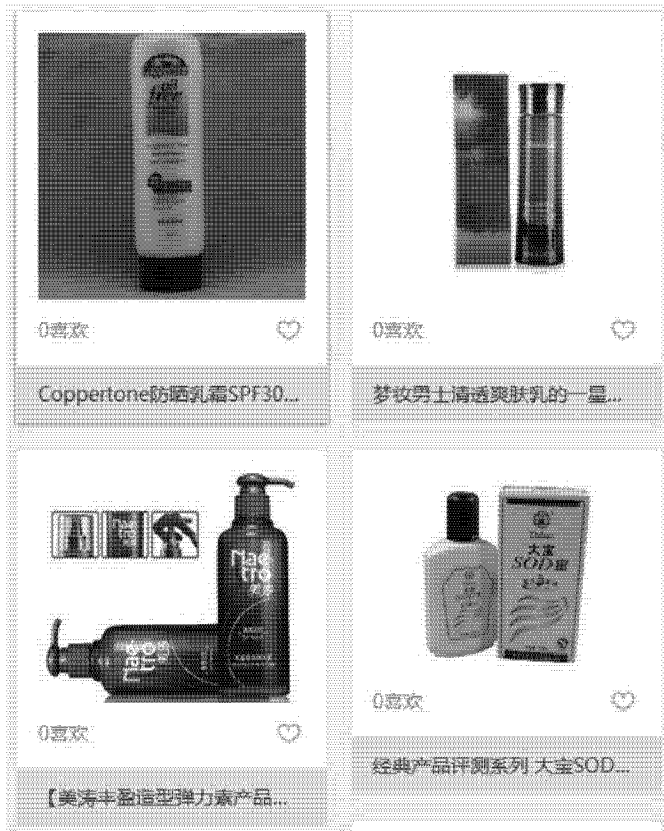 0喜欢
Coppertone防晒乳霜SPF30...
0喜欢
梦妆男士清透爽肤乳的一星...
Maestro
0喜欢
【美涛丰盈造型弹力素产品...
大宝
SOD蜜
0喜欢
经典产品评测系列 大宝SOD...